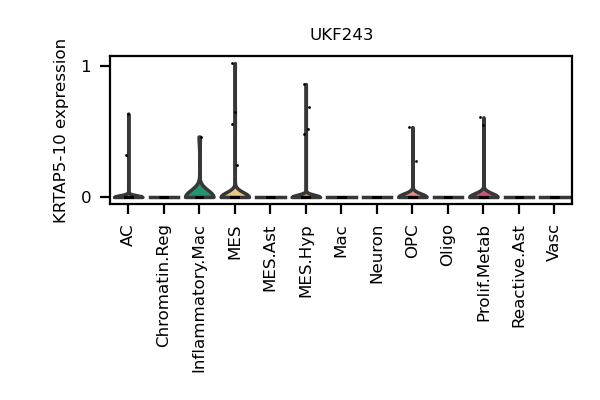 UKF243
KRTAP5-10 expression
1
0
AC
Chromatin.Reg
Inflammatory.Mac
MES
MES.Ast
MES.Hyp
Mac
Neuron
OPC
Oligo
Prolif.Metab
Reactive.Ast
Vasc